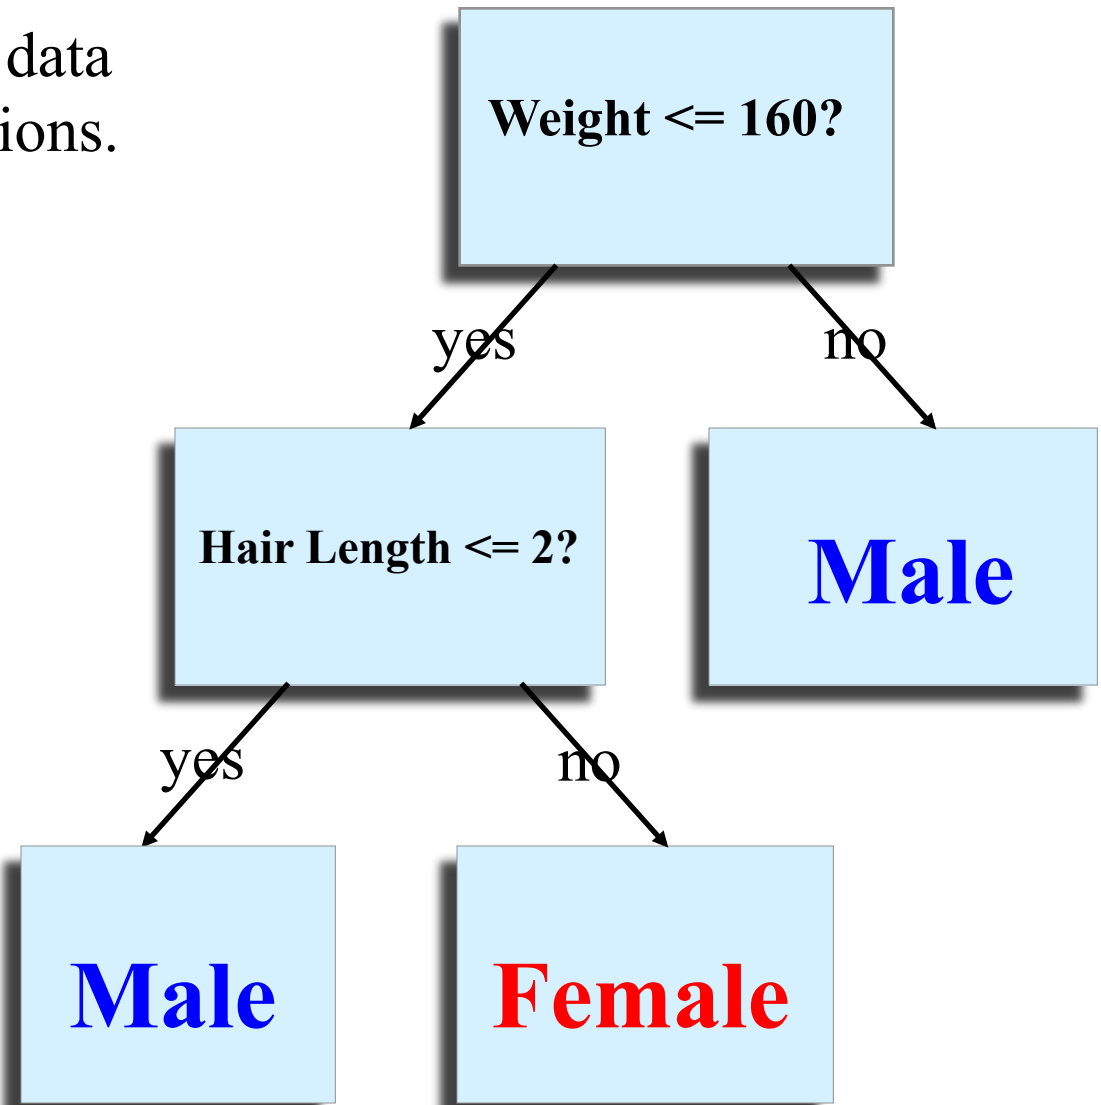 data
ions.
Weight <= 160?
yes
no
Hair Length <= 2?
Male
yes
no
Male
Female